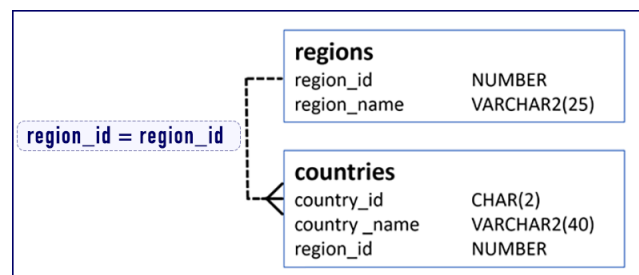 regions
region_id NUMBER
region_name VARCHAR2(25)
region_id = region_id
countries
country_id CHAR(2)
country _name VARCHAR2(40)
region_id NUMBER